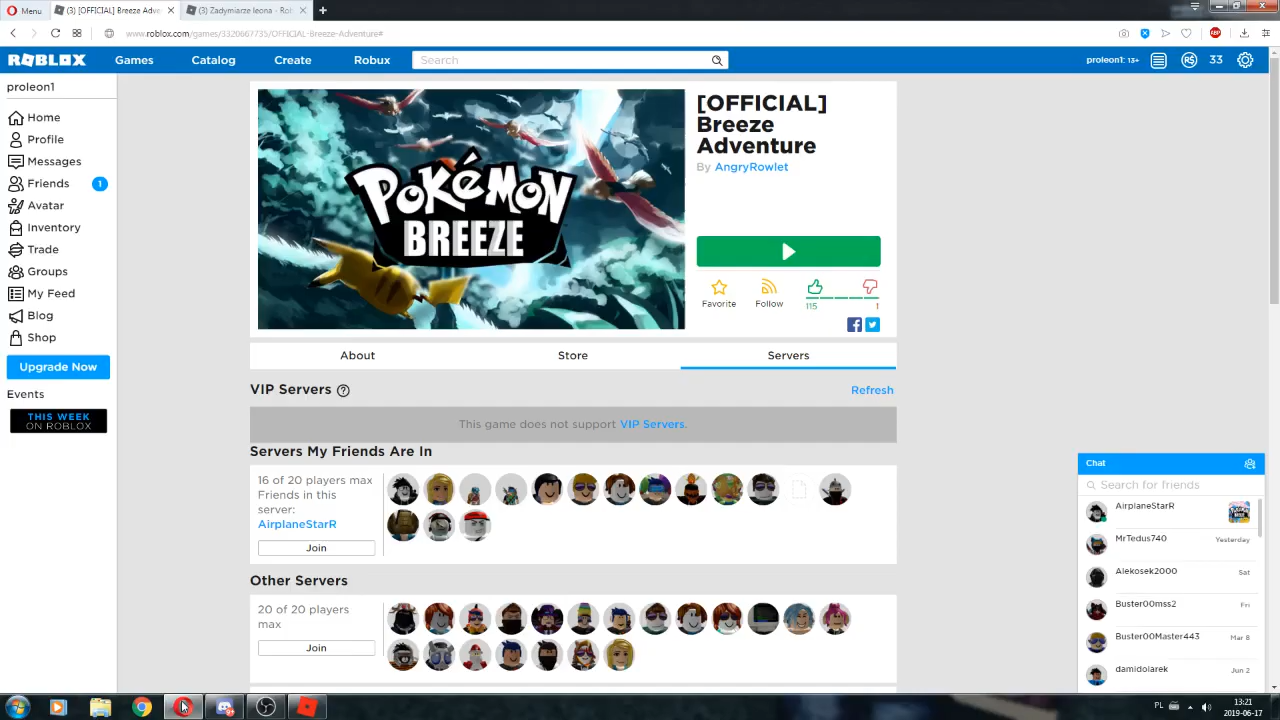 Menu
(3) [OFFICIAL] Breeze Adve
(3) Zadymiarze leona - Rob
www.roblox.com/games/3320667735/OFFICIAL-Breeze-Adventure#
ABP
ROBLOX
Games
Catalog
Create
Robux
Search
proleon1: 13+
R$
33
proleon1
Home
Profile
Messages
Friends
1
Avatar
Inventory
Trade
Groups
My Feed
Blog
Shop
Upgrade Now
Events
THIS WEEK
ON ROBLOX
POKéMON
BREEZE
[OFFICIAL]
Breeze
Adventure
By AngryRowlet
Favorite
Follow
115
1
About
Store
Servers
VIP Servers
Refresh
This game does not support VIP Servers.
Servers My Friends Are In
16 of 20 players max
Friends in this
server:
AirplaneStarR
Join
Other Servers
20 of 20 players
max
Join
Chat
Search for friends
AirplaneStarR
MrTedus740
Yesterday
Alekosek2000
Sat
Buster00mss2
Fri
Buster00Master443
Mar 8
damidolarek
Jun 2
PL
13:21
2019-06-17